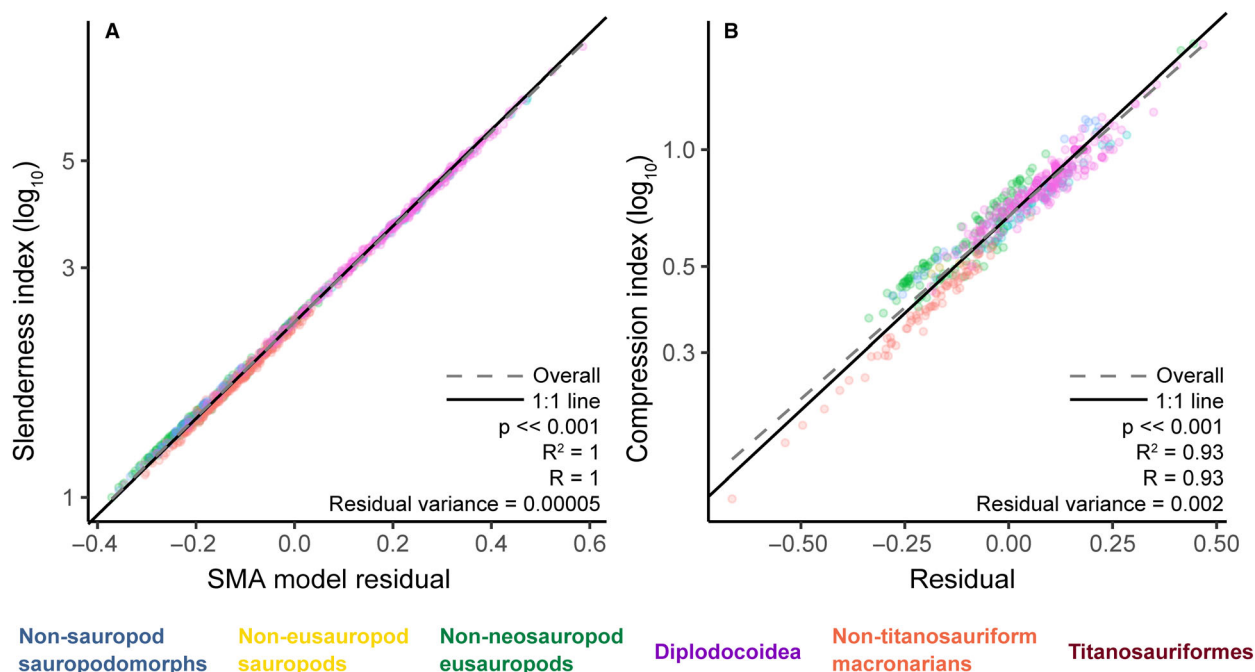 A
Slenderness index (log10)
5
3
1
Overall
1:1 line
p << 0.001
R² = 1
R = 1
Residual variance = 0.00005
−0.4 −0.2 0.0 0.2 0.4 0.6
SMA model residual
B
Compression index (log10)
1.0
0.5
0.3
Overall
1:1 line
p << 0.001
R² = 0.93
R = 0.93
Residual variance = 0.002
−0.50 −0.25 0.00 0.25 0.50
Residual
Non-sauropod
sauropodomorphs
Non-eusauropod
sauropods
Non-neosauropod
eusauropods
Diplodocoidea
Non-titanosauriform
macronarians
Titanosauriformes